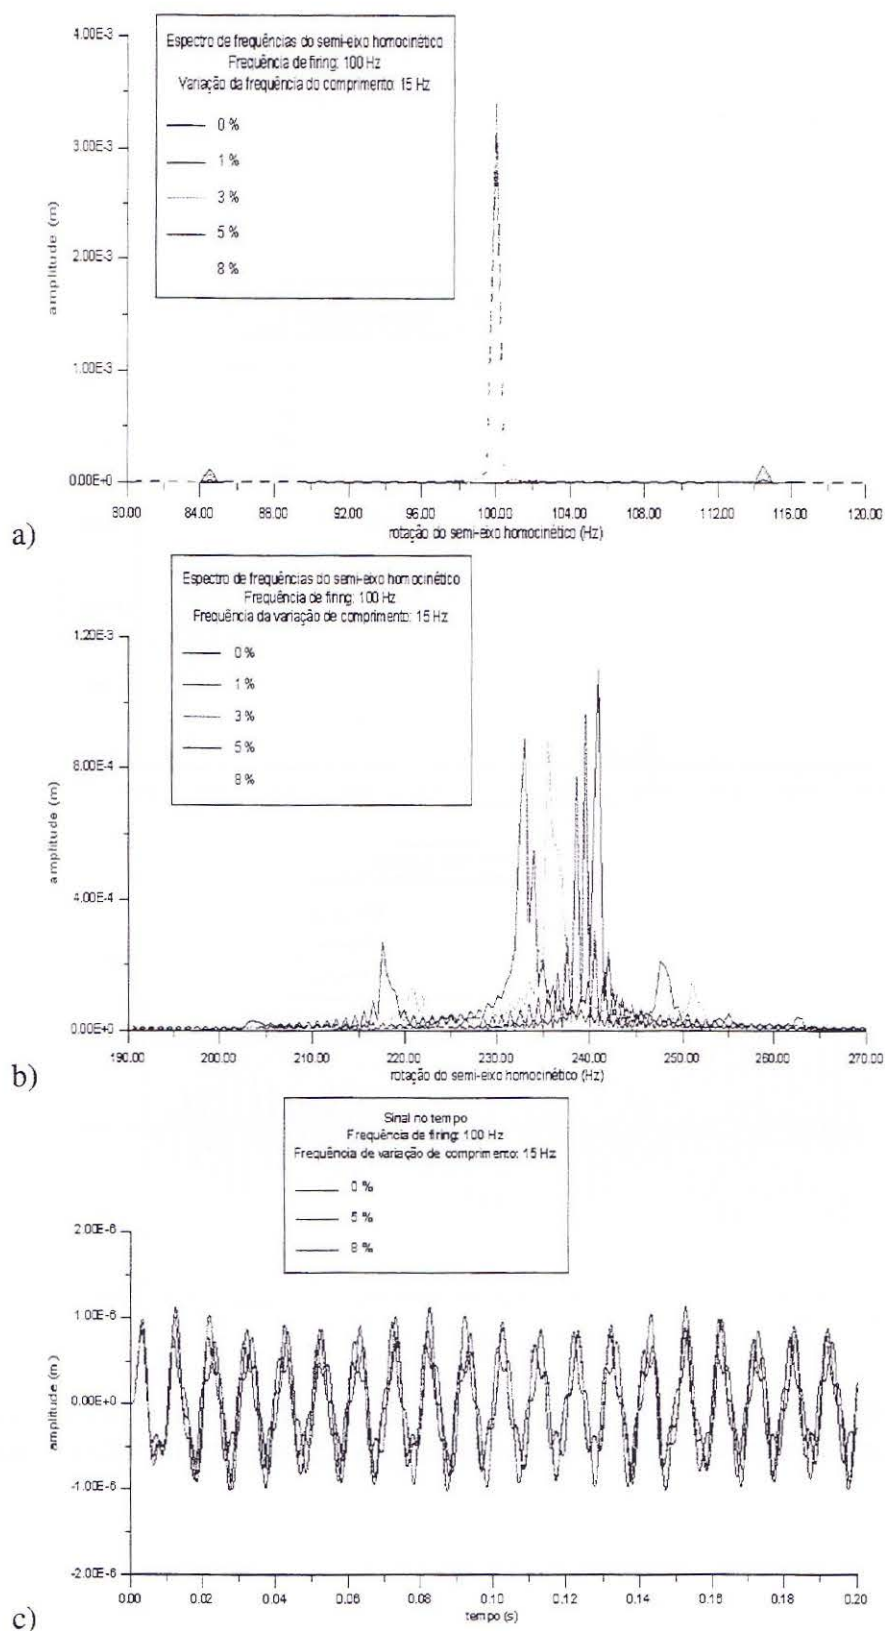 4.00E-3
3.00E-3
2.00E-3
1.00E-3
0.00E+0
amplitude (m)
Espectro de frequências do semi-eixo homocinético
Frequência de firing: 100 Hz
Variação da frequência do comprimento: 15 Hz
0 %
1 %
3 %
5 %
8 %
80.00 84.00 88.00 92.00 96.00 100.00 104.00 108.00 112.00 116.00 120.00
rotação do semi-eixo homocinético (Hz)
a)
Espectro de frequências do semi-eixo homocinético
Frequência de firing: 100 Hz
Frequência da variação de comprimento: 15 Hz
0 %
1 %
3 %
5 %
8 %
1.20E-3
8.00E-4
4.00E-4
0.00E+0
amplitude (m)
190.00 200.00 210.00 220.00 230.00 240.00 250.00 260.00 270.00
rotação do semi-eixo homocinético (Hz)
b)
Sinal no tempo
Frequência de firing: 100 Hz
Frequência de variação de comprimento: 15 Hz
0 %
5 %
8 %
2.00E-6
1.00E-6
0.00E+0
-1.00E-6
-2.00E-6
amplitude (m)
0.00 0.02 0.04 0.06 0.08 0.10 0.12 0.14 0.16 0.18 0.20
tempo (s)
c)